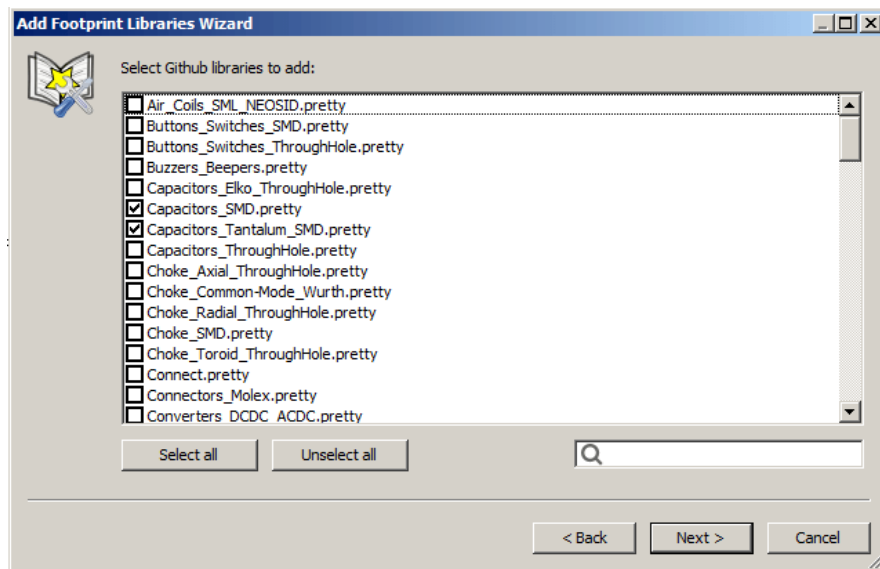 Add Footprint Libraries Wizard
Select Github libraries to add:
Air_Coils_SML_NEOSID.pretty
Buttons_Switches_SMD.pretty
Buttons_Switches_ThroughHole.pretty
Buzzers_Beepers.pretty
Capacitors_Elko_ThroughHole.pretty
Capacitors_SMD.pretty
Capacitors_Tantalum_SMD.pretty
Capacitors_ThroughHole.pretty
Choke_Axial_ThroughHole.pretty
Choke_Common-Mode_Wurth.pretty
Choke_Radial_ThroughHole.pretty
Choke_SMD.pretty
Choke_Toroid_ThroughHole.pretty
Connect.pretty
Connectors_Molex.pretty
Converters_DCDC_ACDC.pretty
Select all Unselect all
< Back Next > Cancel